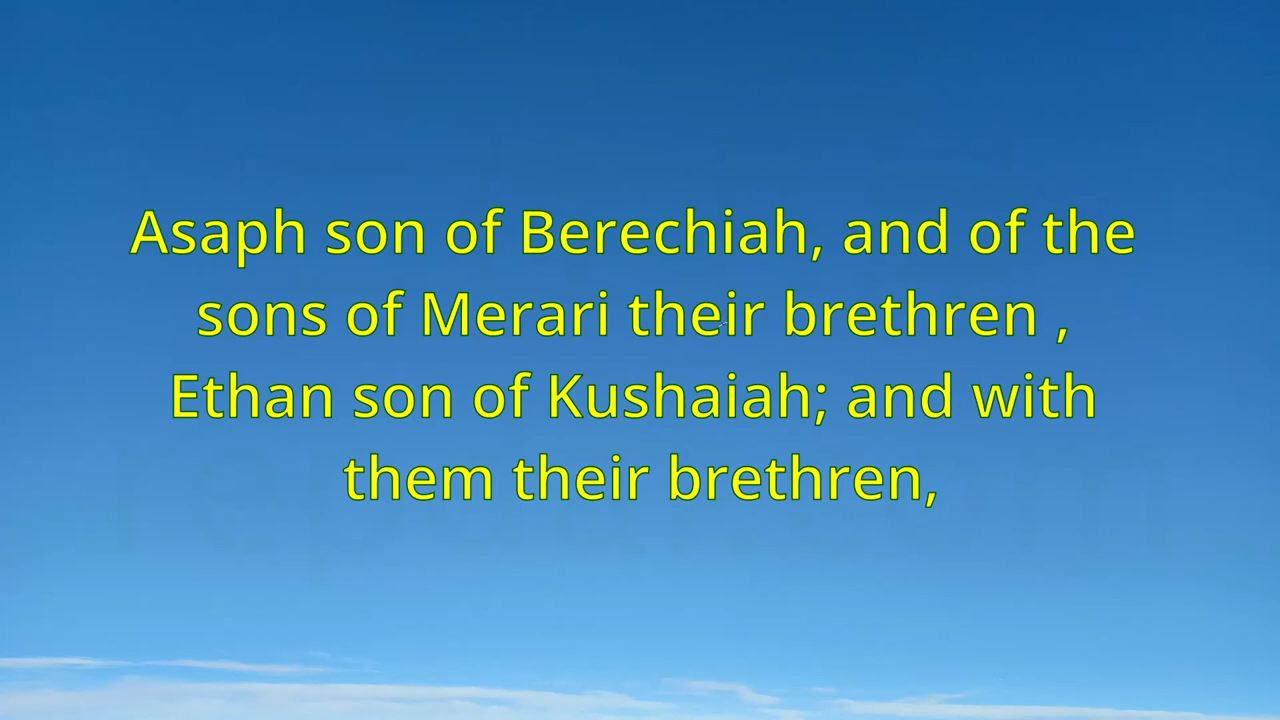 Asaph son of Berechiah, and of the
sons of Merari their brethren ,
Ethan son of Kushaiah; and with
them their brethren,